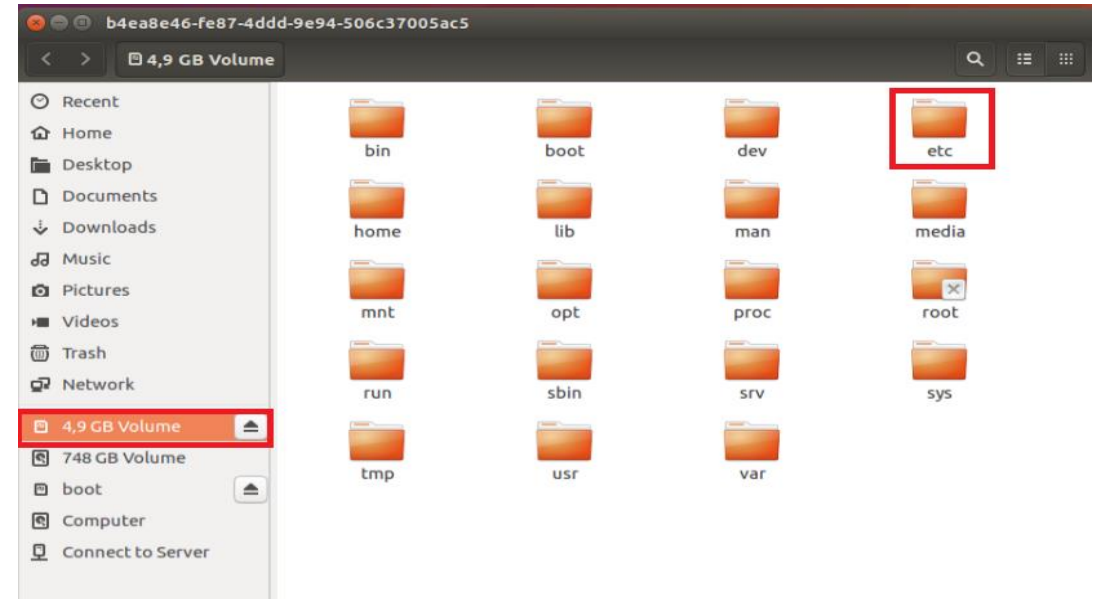 b4ea8e46-fe87-4ddd-9e94-506c37005ac5
4,9 GB Volume
Recent
Home
Desktop
Documents
Downloads
Music
Pictures
Videos
Trash
Network
4,9 GB Volume
748 GB Volume
boot
Computer
Connect to Server
bin boot dev etc
home lib man media
mnt opt proc root
run sbin srv sys
tmp usr var